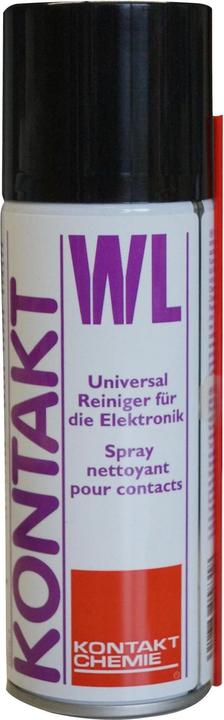 KONTAKT
WL
Universal
Reiniger für
die Elektronik
Spray
nettoyant
pour contacts
KONTAKT
CHEMIE